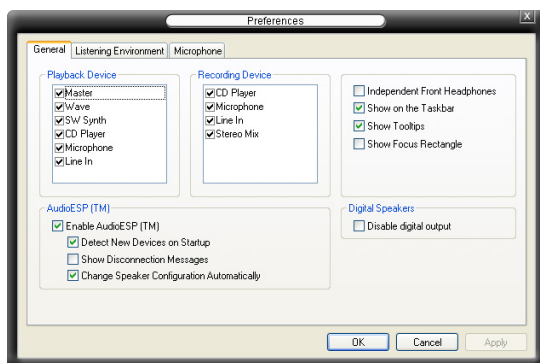 Preferences
X
General
Listening Environment
Microphone
Playback Device
Master
Wave
SW Synth
CD Player
Microphone
Line In
Recording Device
CD Player
Microphone
Line In
Stereo Mix
Independent Front Headphones
Show on the Taskbar
Show Tooltips
Show Focus Rectangle
AudioESP (TM)
Enable AudioESP (TM)
Detect New Devices on Startup
Show Disconnection Messages
Change Speaker Configuration Automatically
Digital Speakers
Disable digital output
OK
Cancel
Apply